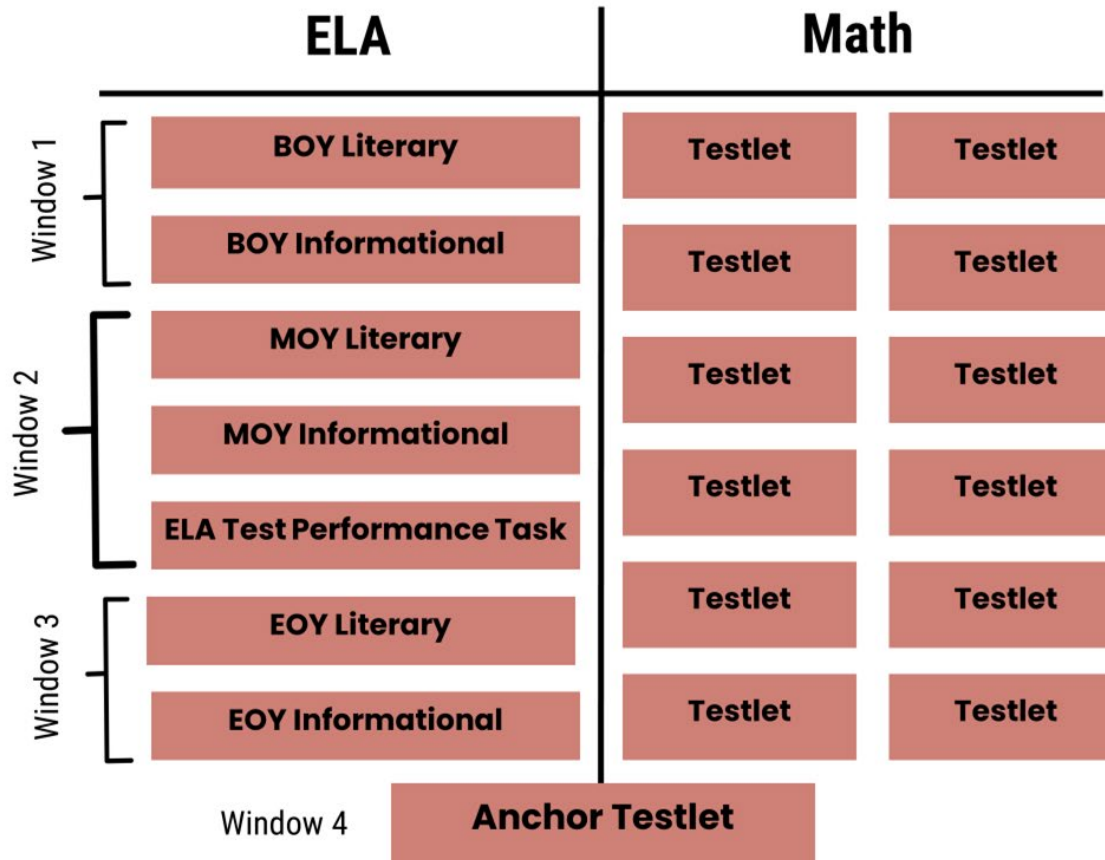 ELA
Math
Window 1
BOY Literary
BOY Informational
Window 2
MOY Literary
MOY Informational
ELA Test Performance Task
Window 3
EOY Literary
EOY Informational
Testlet Testlet
Testlet Testlet
Testlet Testlet
Testlet Testlet
Testlet Testlet
Testlet Testlet
Window 4
Anchor Testlet